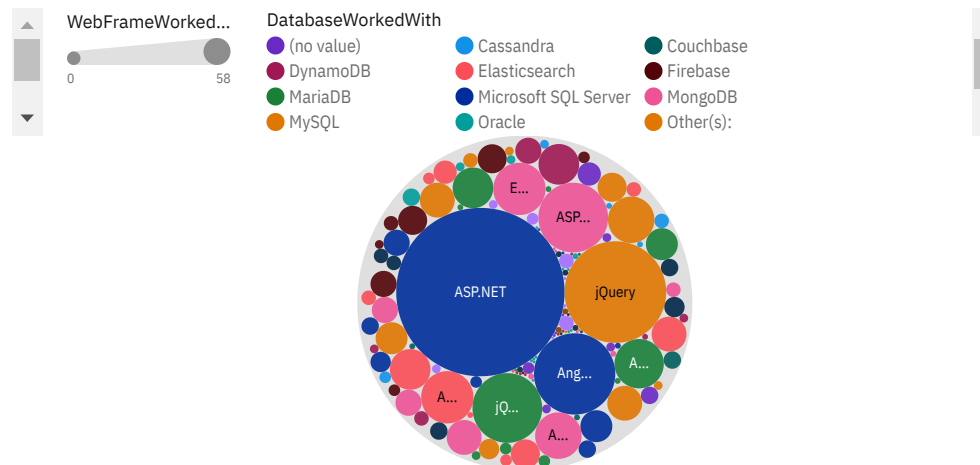 WebFrameWorked...
0 58
DatabaseWorkedWith
(no value) Cassandra Couchbase
DynamoDB Elasticsearch Firebase
MariaDB Microsoft SQL Server MongoDB
MySQL Oracle Other(s):
E...
ASP...
ASP.NET
jQuery
A...
Ang...
A...
jQ...
A...